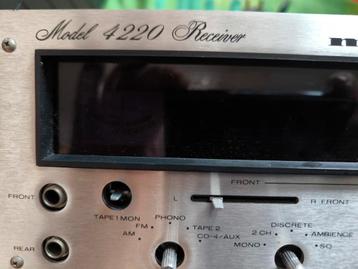 Model 4220 Receiver
FRONT
FRONT
L
R FRONT
TAPE 1 MON
PHONO
FM
TAPE 2
AM
CD-4/AUX
DISCRETE
2 CH
AMBIENCE
MONO
SQ
REAR